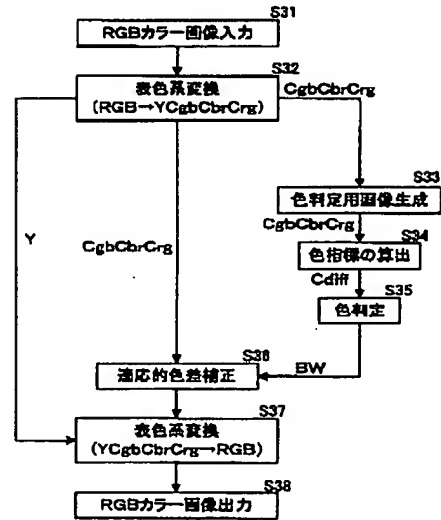 S31
RGBカラー画像入力
S32
表色系変換
(RGB→YCgbCbrCrg)
CgbCbrCrg
S33
色判定用画像生成
CgbCbrCrg
S34
色指標の算出
Cdiff
S35
色判定
Y
CgbCbrCrg
S36
BW
適応的色差補正
S37
表色系変換
(YCgbCbrCrg→RGB)
S38
RGBカラー画像出力